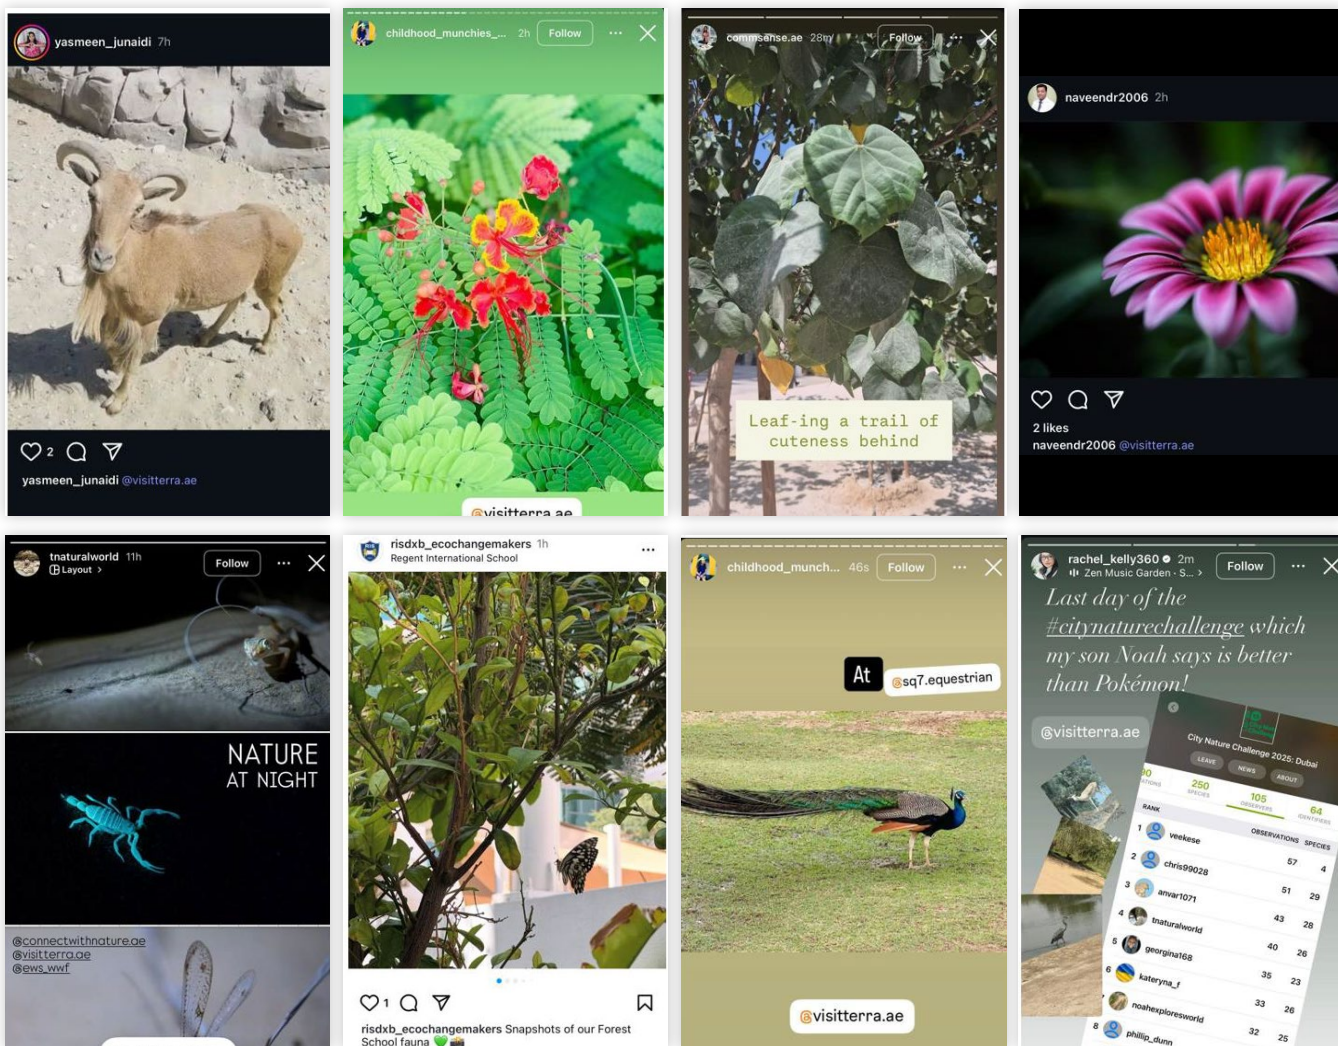 yasmeen_junaidi 7h
2
yasmeen_junaidi @visitterra.ae
childhood_munchies_... 2h Follow
@visitterra.ae
commsense.ae 28m Follow
Leaf-ing a trail of
cuteness behind
naveendr2006 2h
2 likes
naveendr2006 @visitterra.ae
tnaturalworld 11h Follow
Layout >
NATURE
AT NIGHT
@connectwithnature.ae
@visitterra.ae
@ews_wwf
risdxb_ecochangemakers 1h
Regent International School
1
risdxb_ecochangemakers Snapshots of our Forest
School fauna
childhood_munch... 46s Follow
At @sq7.equestrian
@visitterra.ae
rachel_kelly360 2m Follow
Zen Music Garden · S... >
Last day of the
#citynaturechallenge which
my son Noah says is better
than Pokémon!
@visitterra.ae
City Nature Challenge 2025: Dubai
LEAVE NEWS ABOUT
250 105 64
SPECIES OBSERVERS IDENTIFIERS
RANK OBSERVATIONS SPECIES
1 veekese 57 4
2 chris99028 51 29
3 anvar1071 43 28
4 tnaturalworld 40 26
5 georgina168 35 23
6 kateryna_f 33 26
noahexploresworld 32 25
8 phillip_dunn